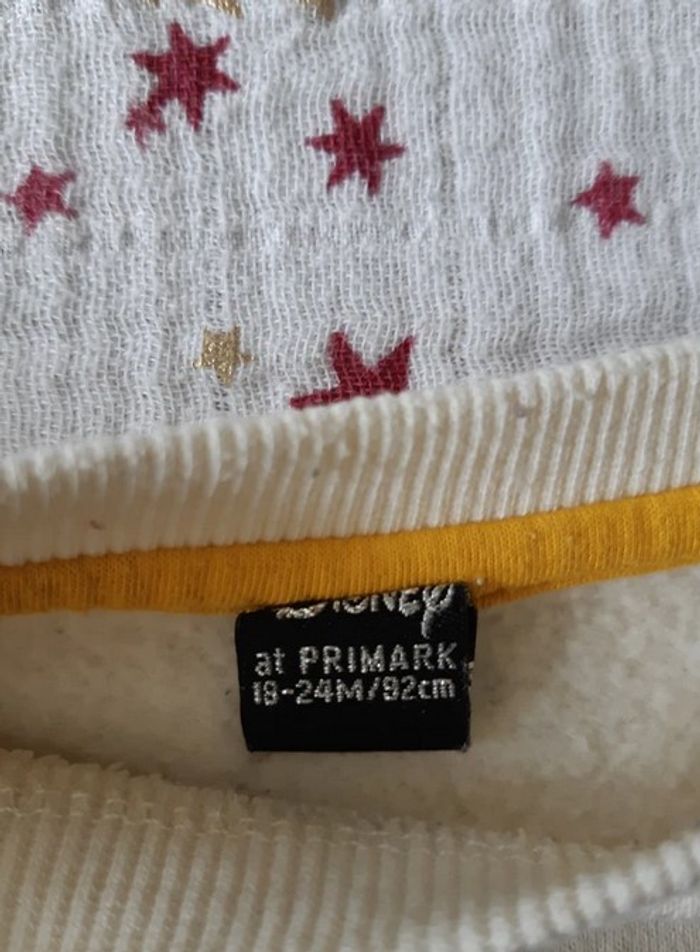 DISNEY
at PRIMARK
18-24M/92cm